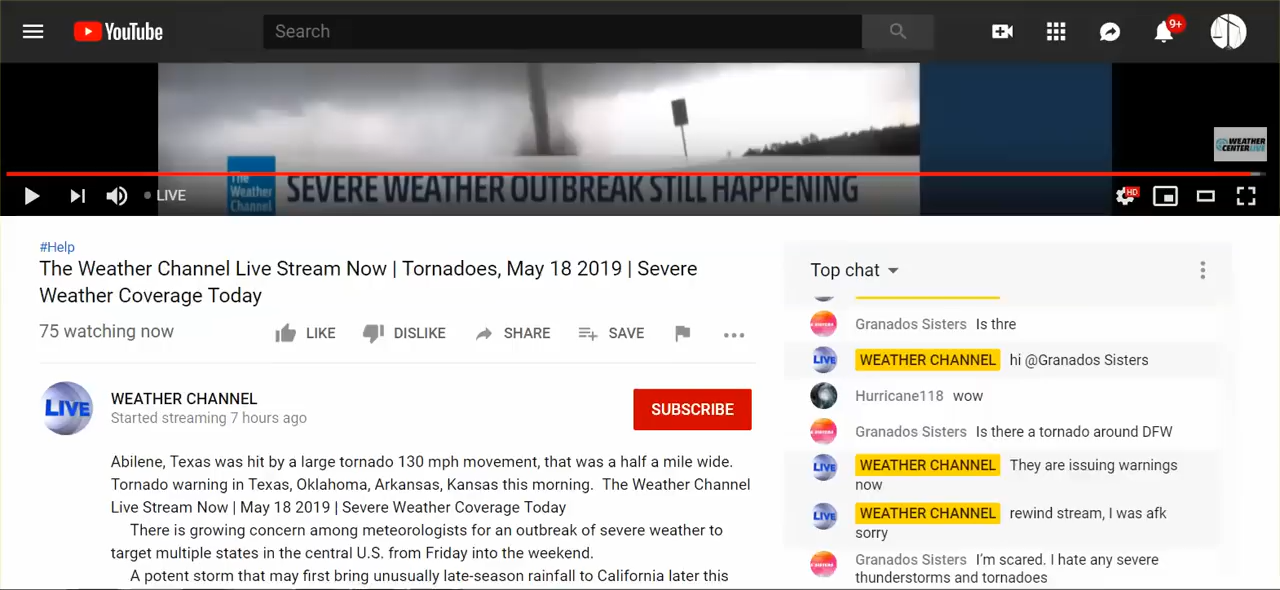 YouTube
Search
9+
WEATHER
CENTER LIVE
The
Weather
Channel
SEVERE WEATHER OUTBREAK STILL HAPPENING
LIVE
HD
#Help
The Weather Channel Live Stream Now | Tornadoes, May 18 2019 | Severe
Weather Coverage Today
75 watching now
LIKE
DISLIKE
SHARE
SAVE
LIVE
WEATHER CHANNEL
Started streaming 7 hours ago
SUBSCRIBE
Abilene, Texas was hit by a large tornado 130 mph movement, that was a half a mile wide.
Tornado warning in Texas, Oklahoma, Arkansas, Kansas this morning. The Weather Channel
Live Stream Now | May 18 2019 | Severe Weather Coverage Today
There is growing concern among meteorologists for an outbreak of severe weather to
target multiple states in the central U.S. from Friday into the weekend.
A potent storm that may first bring unusually late-season rainfall to California later this
Top chat
Granados Sisters Is thre
LIVE WEATHER CHANNEL hi @Granados Sisters
Hurricane118 wow
Granados Sisters Is there a tornado around DFW
LIVE WEATHER CHANNEL They are issuing warnings
now
LIVE WEATHER CHANNEL rewind stream, I was afk
sorry
Granados Sisters I'm scared. I hate any severe
thunderstorms and tornadoes